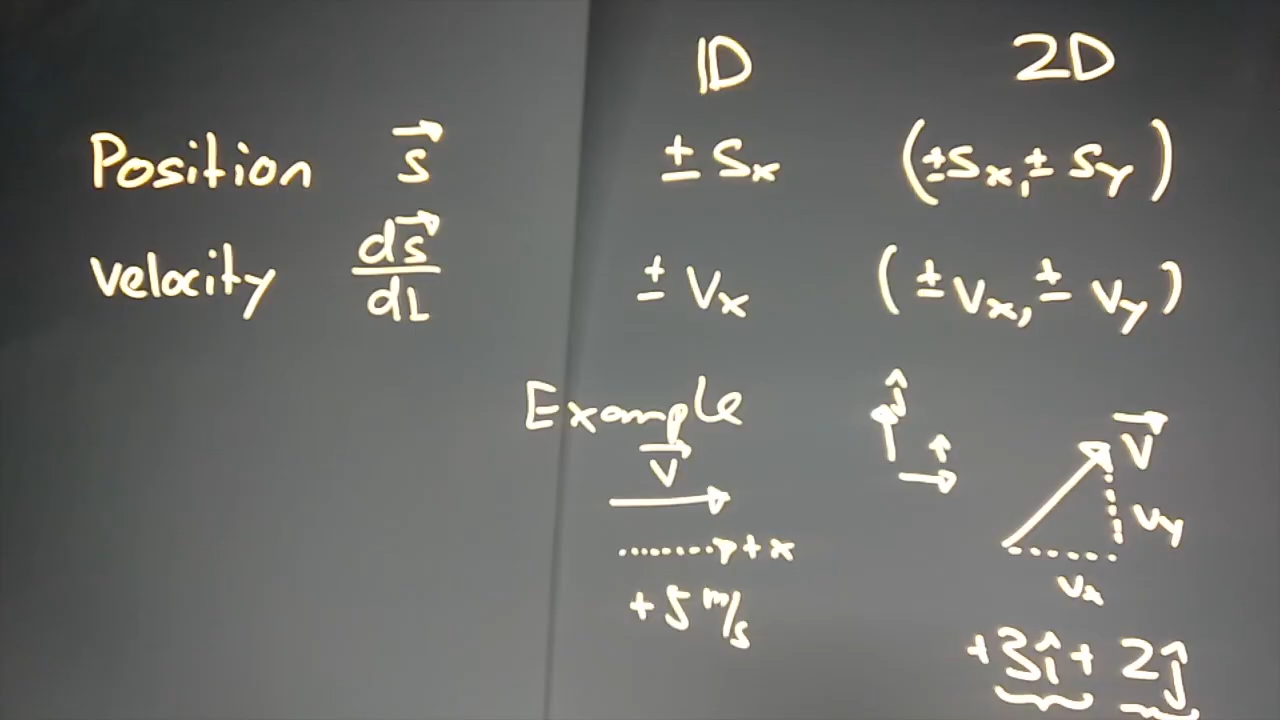 1D 2D
Position s⃗ ± Sx (±Sx, ± Sy)
velocity ds⃗/dt ± Vx (±Vx, ± Vy)
Example ĵ
v⃗ î V⃗
+x Vy
+5 m/s Vx
+3î + 2ĵ